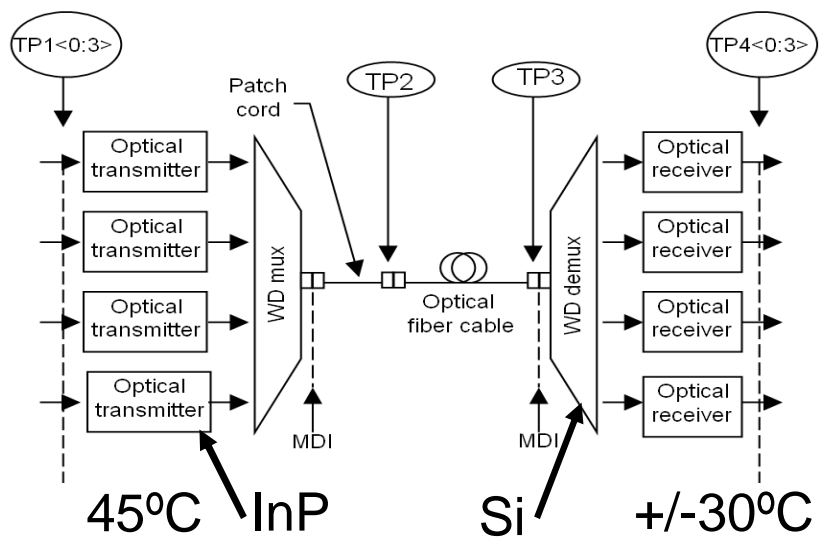 TP1<0:3>
TP4<0:3>
Patch
cord
TP2
TP3
Optical
transmitter
Optical
transmitter
Optical
transmitter
Optical
transmitter
WD mux
Optical
fiber cable
WD demux
Optical
receiver
Optical
receiver
Optical
receiver
Optical
receiver
MDI
MDI
45ºC
InP
Si
+/-30ºC